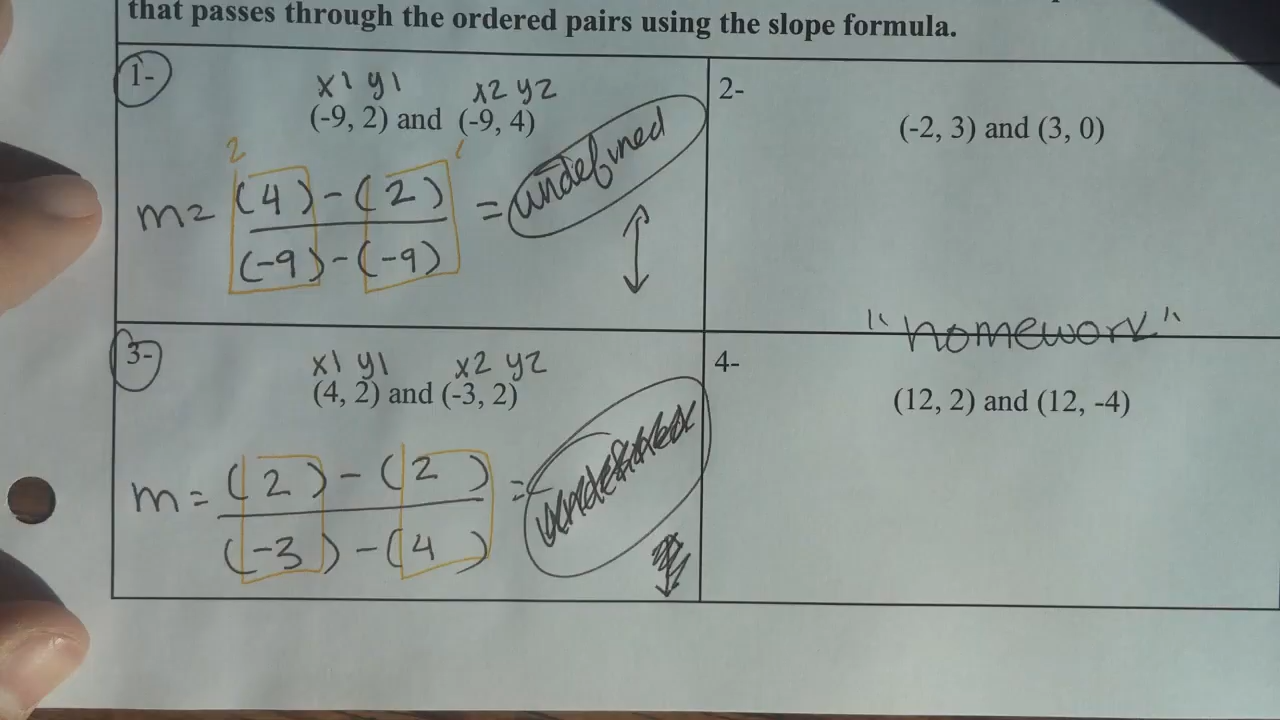 that passes through the ordered pairs using the slope formula.
1-
x1 y1 x2 y2
(-9, 2) and (-9, 4)
2 1
m= (4) - (2) = undefined
(-9) - (-9)
2-
(-2, 3) and (3, 0)
"homework"
3-
x1 y1 x2 y2
(4, 2) and (-3, 2)
m = (2) - (2) =
(-3) - (4)
4-
(12, 2) and (12, -4)